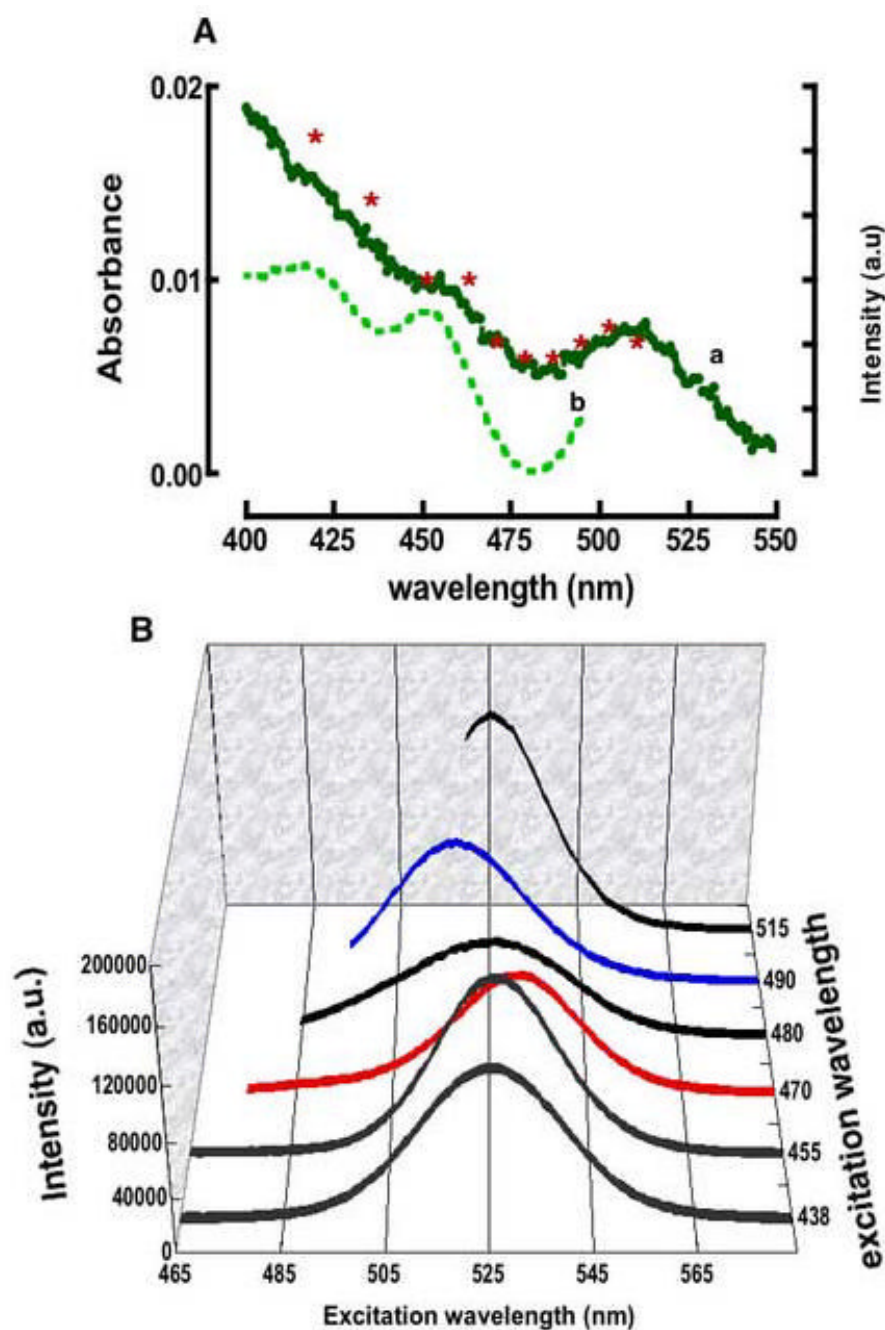 A
0.02
0.01
0.00
Absorbance
Intensity (a.u)
a
b
400 425 450 475 500 525 550
wavelength (nm)
B
200000
160000
120000
80000
40000
0
Intensity (a.u.)
515
490
480
470
455
438
excitation wavelength
465 485 505 525 545 565
Excitation wavelength (nm)